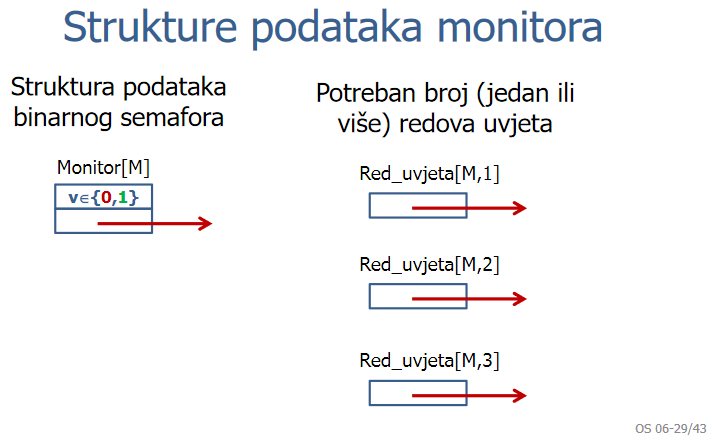 Strukture podataka monitora
Struktura podataka
binarnog semafora
Monitor[M]
v∈{0,1}
Potreban broj (jedan ili
više) redova uvjeta
Red_uvjeta[M,1]
Red_uvjeta[M,2]
Red_uvjeta[M,3]
OS 06-29/43